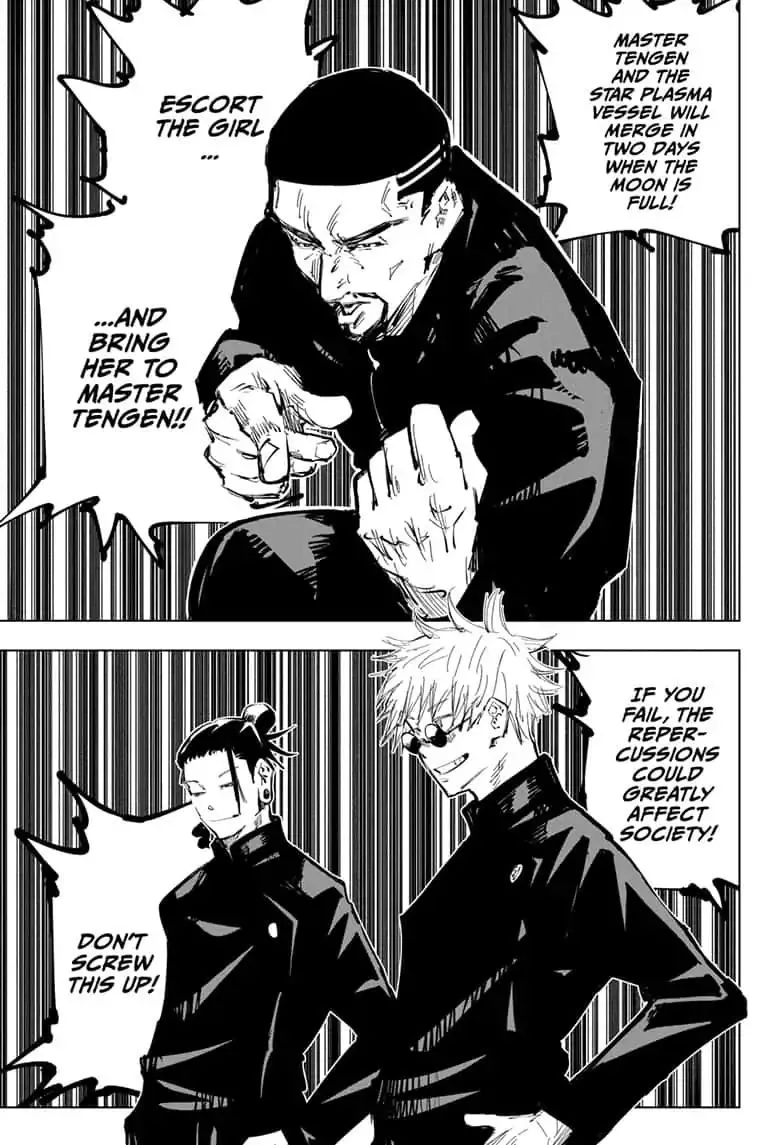 MASTER
TENGEN
AND THE
STAR PLASMA
VESSEL WILL
MERGE IN
TWO DAYS
WHEN THE
MOON IS
FULL!
ESCORT
THE GIRL
...
...AND
BRING
HER TO
MASTER
TENGEN!!
IF YOU
FAIL, THE
REPER-
CUSSIONS
COULD
GREATLY
AFFECT
SOCIETY!
DON'T
SCREW
THIS UP!